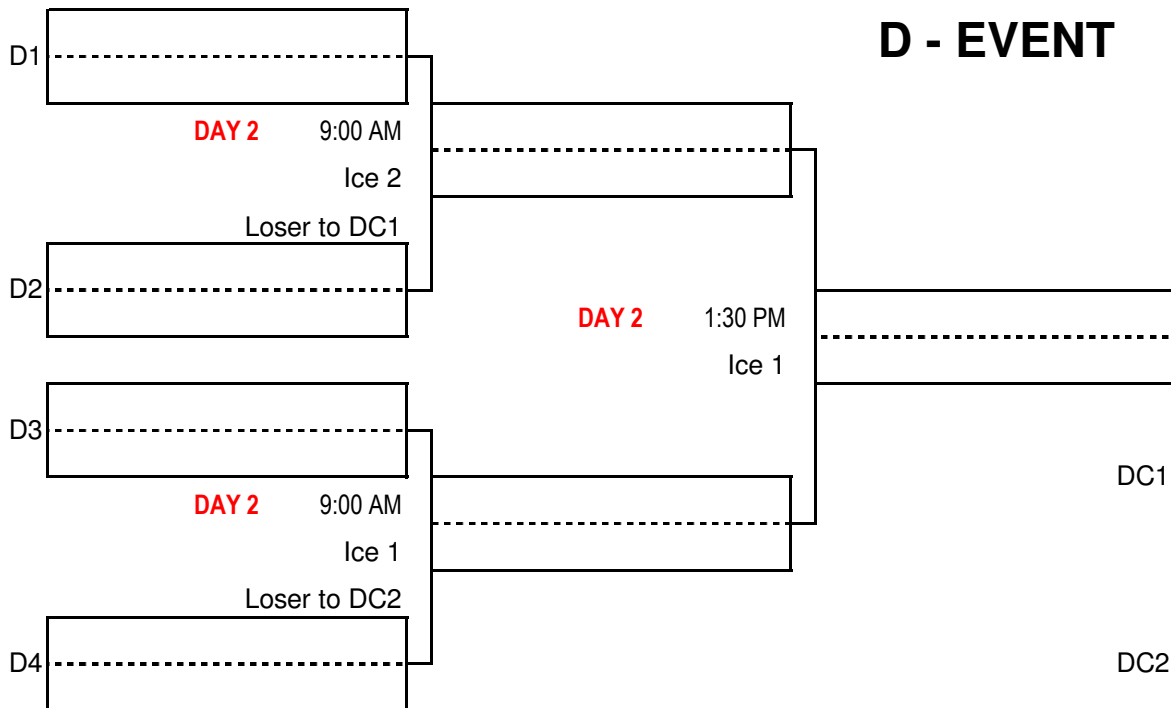 D - EVENT
D1
DAY 2 9:00 AM
Ice 2
Loser to DC1
D2
DAY 2 1:30 PM
Ice 1
D3
DC1
DAY 2 9:00 AM
Ice 1
Loser to DC2
D4
DC2